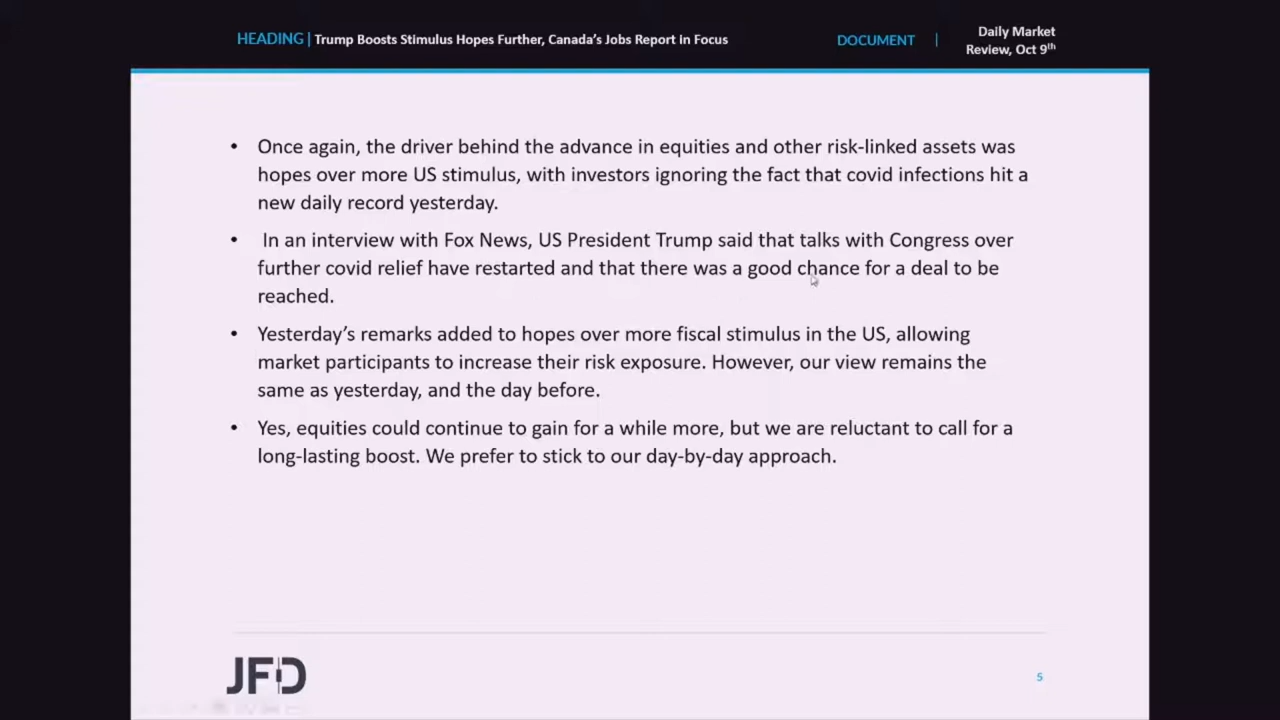 HEADING | Trump Boosts Stimulus Hopes Further, Canada's Jobs Report in Focus
DOCUMENT |
Daily Market
Review, Oct 9th
• Once again, the driver behind the advance in equities and other risk-linked assets was
hopes over more US stimulus, with investors ignoring the fact that covid infections hit a
new daily record yesterday.
• In an interview with Fox News, US President Trump said that talks with Congress over
further covid relief have restarted and that there was a good chance for a deal to be
reached.
• Yesterday's remarks added to hopes over more fiscal stimulus in the US, allowing
market participants to increase their risk exposure. However, our view remains the
same as yesterday, and the day before.
• Yes, equities could continue to gain for a while more, but we are reluctant to call for a
long-lasting boost. We prefer to stick to our day-by-day approach.
JFD
5